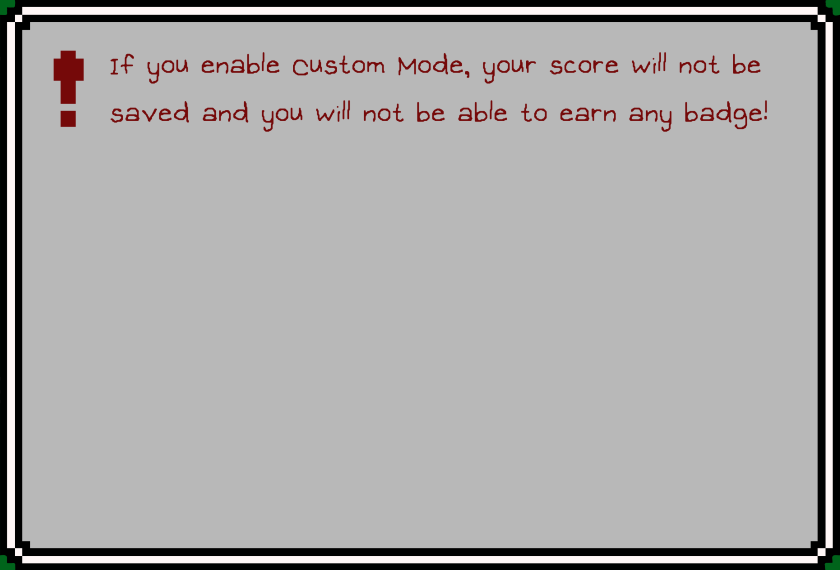 If you enable Custom Mode, your score will not be
saved and you will not be able to earn any badge!